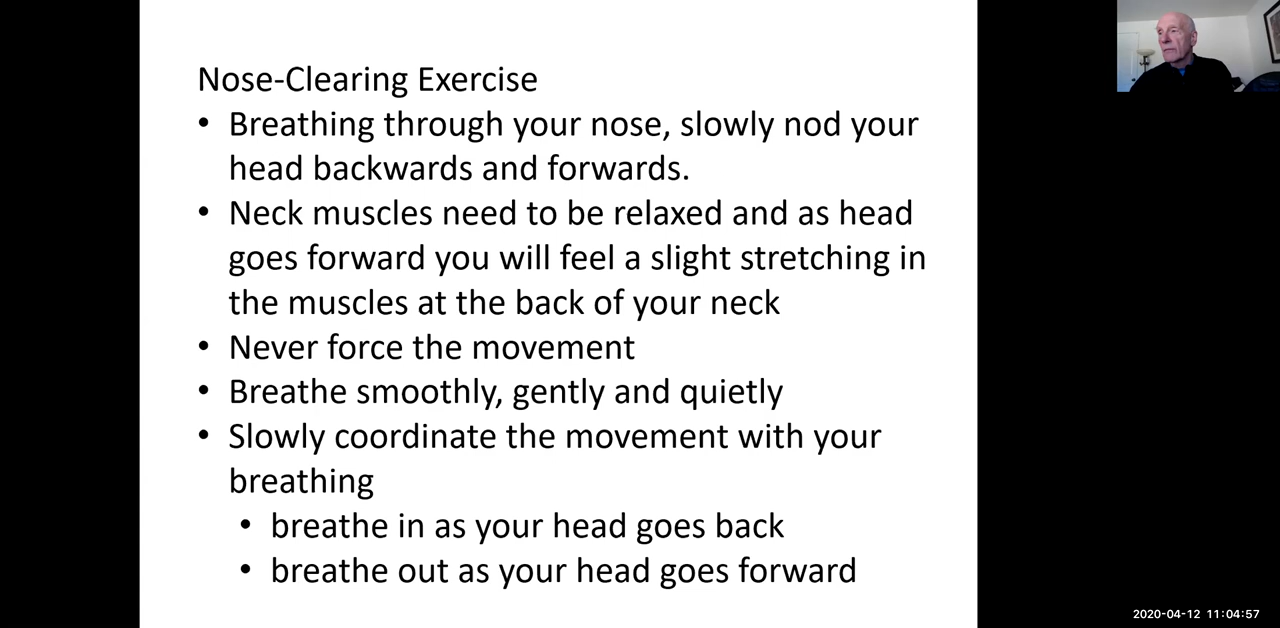 Nose-Clearing Exercise
• Breathing through your nose, slowly nod your
head backwards and forwards.
• Neck muscles need to be relaxed and as head
goes forward you will feel a slight stretching in
the muscles at the back of your neck
• Never force the movement
• Breathe smoothly, gently and quietly
• Slowly coordinate the movement with your
breathing
• breathe in as your head goes back
• breathe out as your head goes forward
2020-04-12 11:04:57